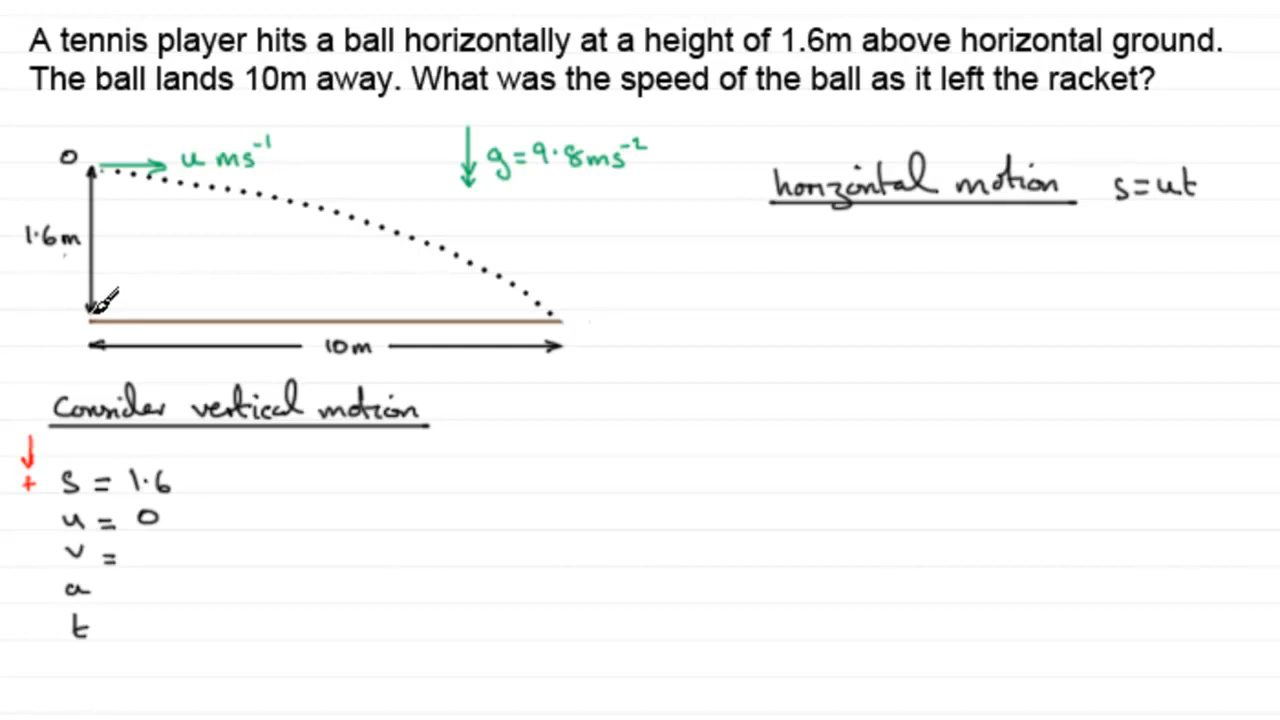 A tennis player hits a ball horizontally at a height of 1.6m above horizontal ground.
The ball lands 10m away. What was the speed of the ball as it left the racket?
0 u ms⁻¹ g = 9.8ms⁻²
horizontal motion s = ut
1.6m
10m
Consider vertical motion
+ s = 1.6
u = 0
v =
a
t